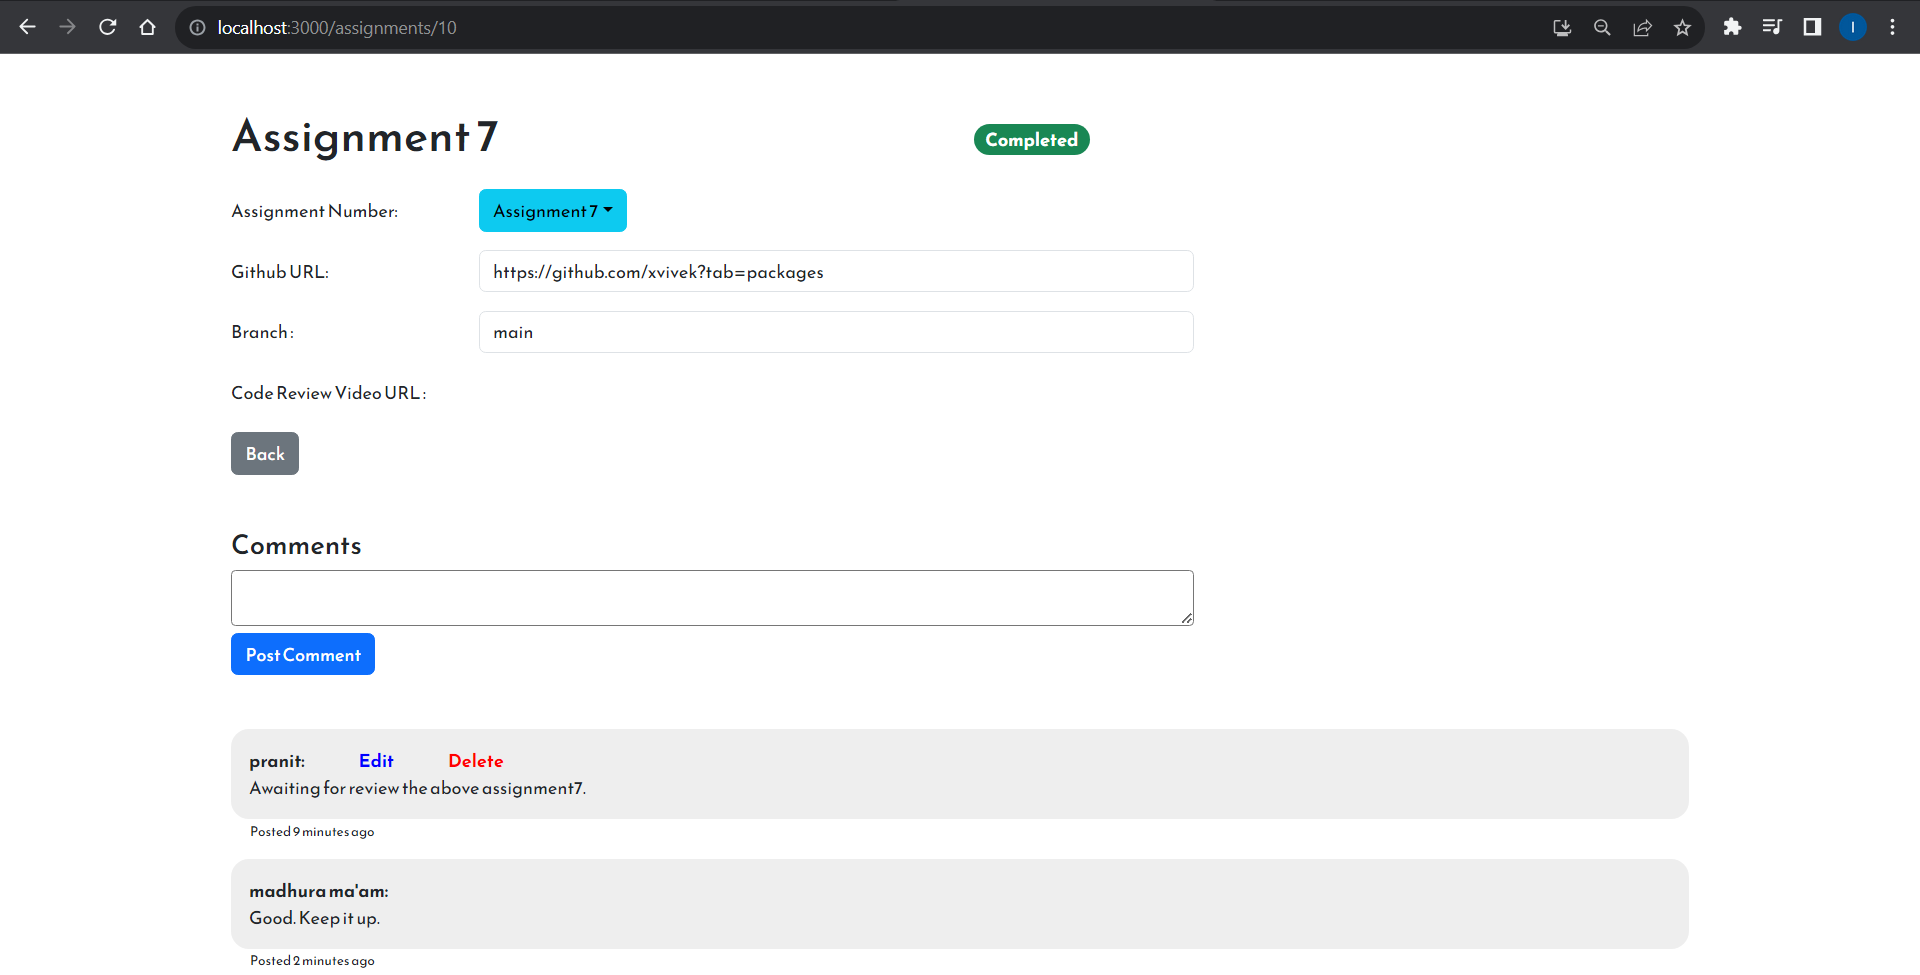 localhost:3000/assignments/10
I
Assignment 7
Completed
Assignment Number:
Assignment 7
Github URL:
https://github.com/xvivek?tab=packages
Branch :
main
Code Review Video URL :
Back
Comments
Post Comment
pranit: Edit Delete
Awaiting for review the above assignment7.
Posted 9 minutes ago
madhura ma'am:
Good. Keep it up.
Posted 2 minutes ago